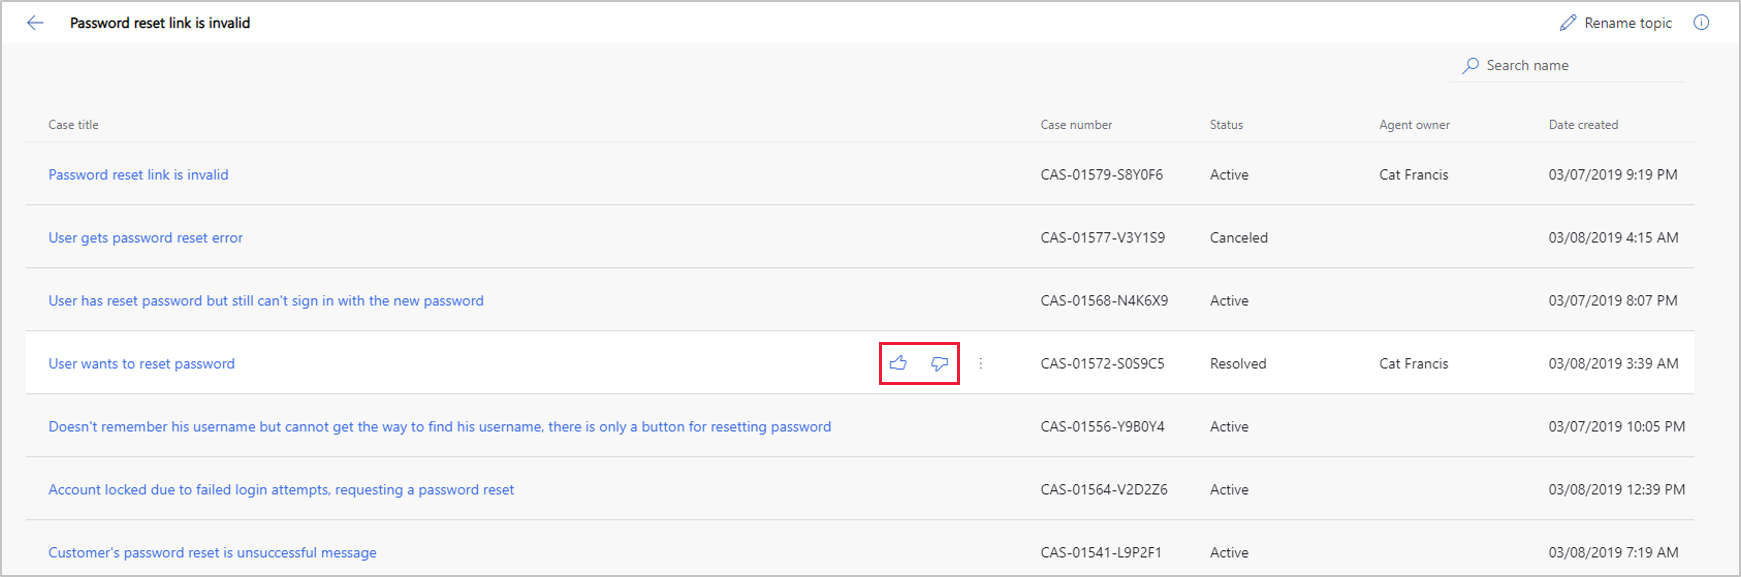 Password reset link is invalid Rename topic
Search name
Case title Case number Status Agent owner Date created
Password reset link is invalid CAS-01579-S8Y0F6 Active Cat Francis 03/07/2019 9:19 PM
User gets password reset error CAS-01577-V3Y1S9 Canceled 03/08/2019 4:15 AM
User has reset password but still can't sign in with the new password CAS-01568-N4K6X9 Active 03/07/2019 8:07 PM
User wants to reset password CAS-01572-S0S9C5 Resolved Cat Francis 03/08/2019 3:39 AM
Doesn't remember his username but cannot get the way to find his username, there is only a button for resetting password CAS-01556-Y9B0Y4 Active 03/07/2019 10:05 PM
Account locked due to failed login attempts, requesting a password reset CAS-01564-V2D2Z6 Active 03/08/2019 12:39 PM
Customer's password reset is unsuccessful message CAS-01541-L9P2F1 Active 03/08/2019 7:19 AM